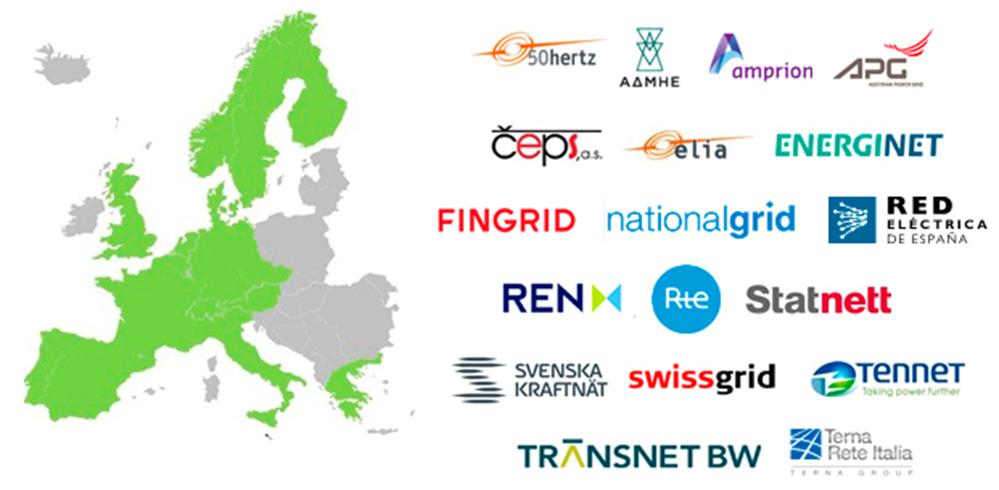 50hertz
ΑΔΜΗΕ
amprion
APG
AUSTRIAN POWER GRID
čeps, a.s.
elia
ENERGINET
FINGRID
nationalgrid
RED
ELÉCTRICA
DE ESPAÑA
REN
Rte
Statnett
SVENSKA
KRAFTNÄT
swissgrid
TENNET
Taking power further
TRANSNET BW
Terna
Rete Italia
TERNA GROUP